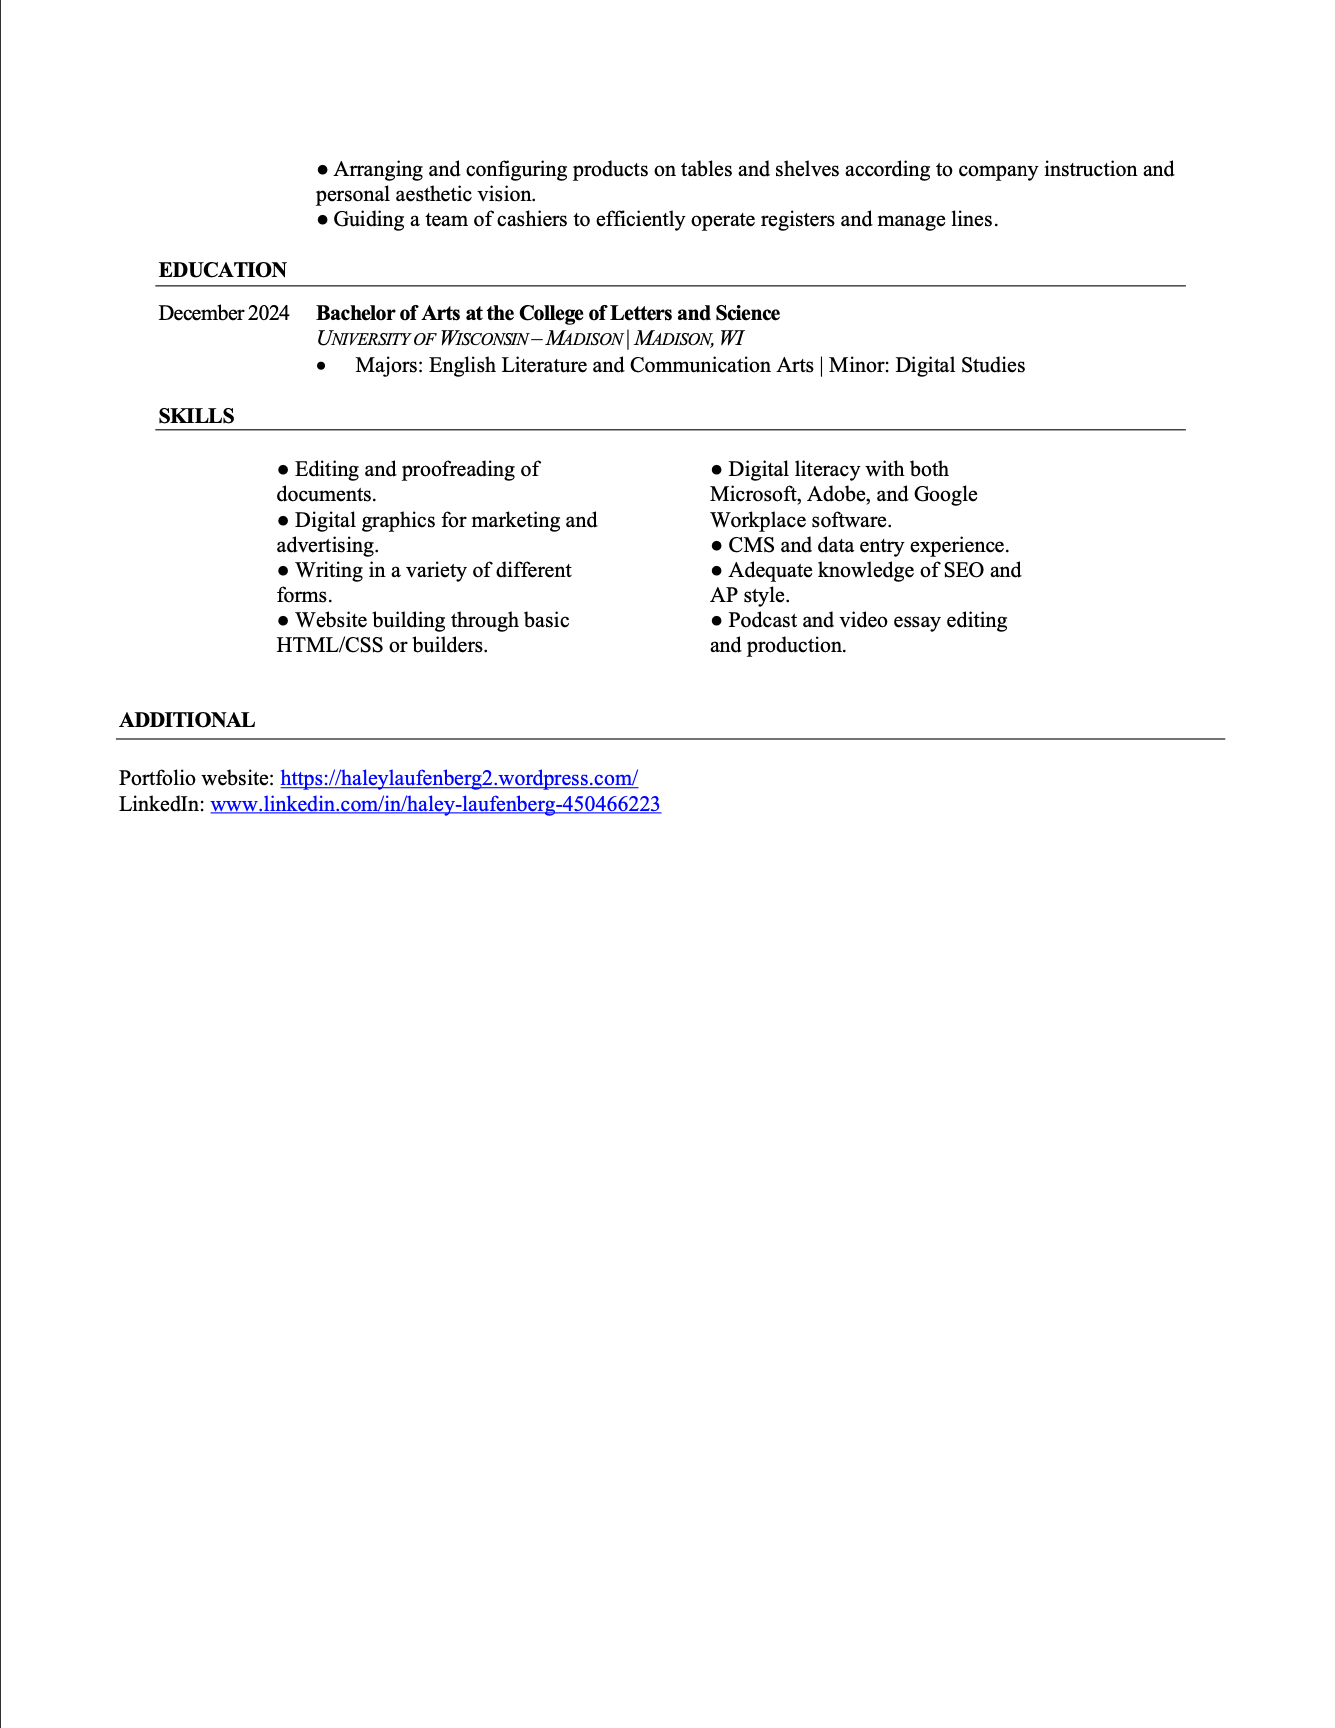 ● Arranging and configuring products on tables and shelves according to company instruction and
personal aesthetic vision.
● Guiding a team of cashiers to efficiently operate registers and manage lines.
EDUCATION
December 2024 Bachelor of Arts at the College of Letters and Science
UNIVERSITY OF WISCONSIN – MADISON | MADISON, WI
• Majors: English Literature and Communication Arts | Minor: Digital Studies
SKILLS
● Editing and proofreading of
documents.
● Digital graphics for marketing and
advertising.
● Writing in a variety of different
forms.
● Website building through basic
HTML/CSS or builders.
● Digital literacy with both
Microsoft, Adobe, and Google
Workplace software.
● CMS and data entry experience.
● Adequate knowledge of SEO and
AP style.
● Podcast and video essay editing
and production.
ADDITIONAL
Portfolio website: https://haleylaufenberg2.wordpress.com/
LinkedIn: www.linkedin.com/in/haley-laufenberg-450466223